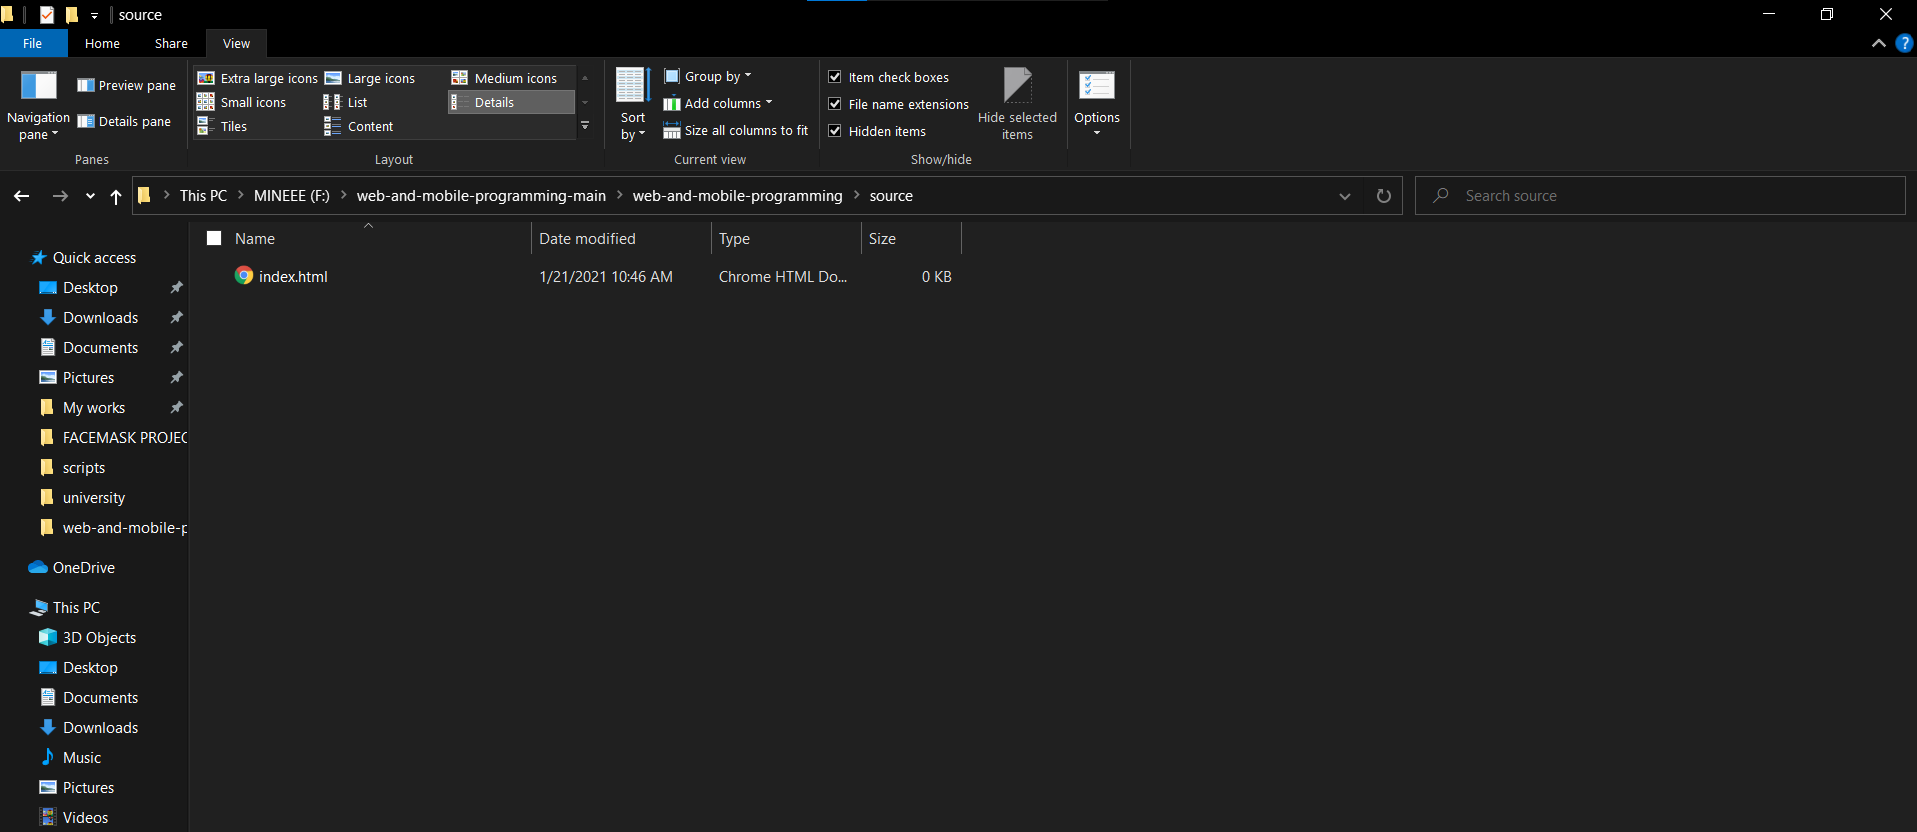 source
File Home Share View
Navigation pane
Preview pane
Details pane
Panes
Extra large icons Large icons Medium icons
Small icons List Details
Tiles Content
Layout
Sort by
Group by
Add columns
Size all columns to fit
Current view
Item check boxes
File name extensions
Hidden items
Hide selected items
Show/hide
Options
This PC MINEEE (F:) web-and-mobile-programming-main web-and-mobile-programming source
Search source
Name Date modified Type Size
index.html 1/21/2021 10:46 AM Chrome HTML Do... 0 KB
Quick access
Desktop
Downloads
Documents
Pictures
My works
FACEMASK PROJEC
scripts
university
web-and-mobile-p
OneDrive
This PC
3D Objects
Desktop
Documents
Downloads
Music
Pictures
Videos